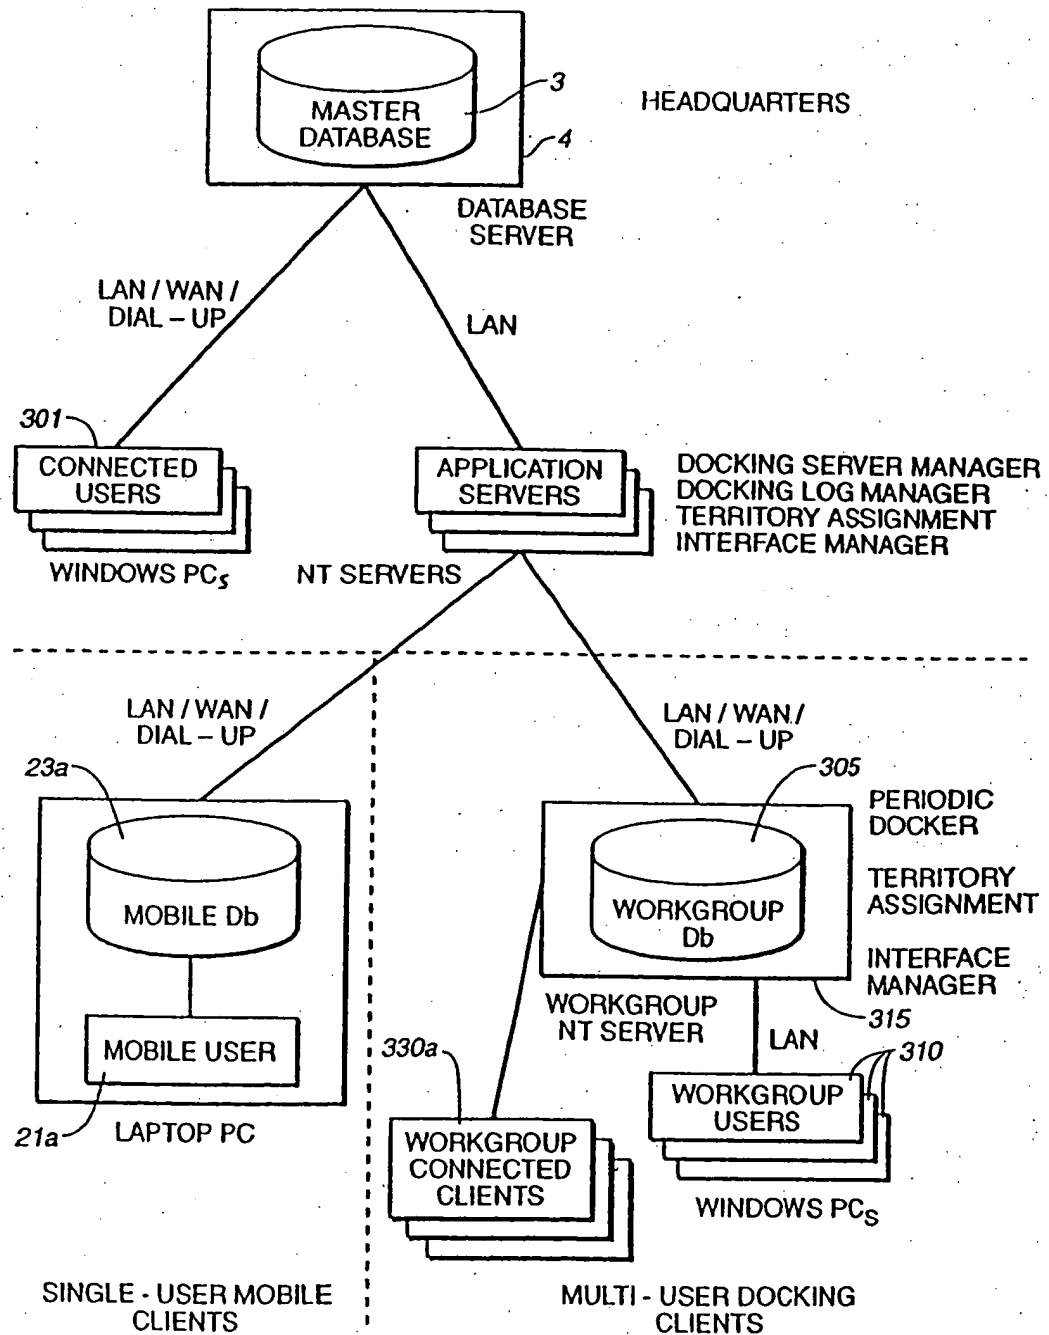 MASTER
DATABASE
3
4
HEADQUARTERS
DATABASE
SERVER
LAN / WAN /
DIAL – UP
LAN
301
CONNECTED
USERS
WINDOWS PCs
APPLICATION
SERVERS
NT SERVERS
DOCKING SERVER MANAGER
DOCKING LOG MANAGER
TERRITORY ASSIGNMENT
INTERFACE MANAGER
LAN / WAN /
DIAL – UP
23a
MOBILE Db
MOBILE USER
21a
LAPTOP PC
SINGLE - USER MOBILE
CLIENTS
LAN / WAN /
DIAL – UP
305
WORKGROUP
Db
PERIODIC
DOCKER
TERRITORY
ASSIGNMENT
INTERFACE
MANAGER
315
WORKGROUP
NT SERVER
LAN
310
330a
WORKGROUP
USERS
WINDOWS PCS
WORKGROUP
CONNECTED
CLIENTS
MULTI - USER DOCKING
CLIENTS